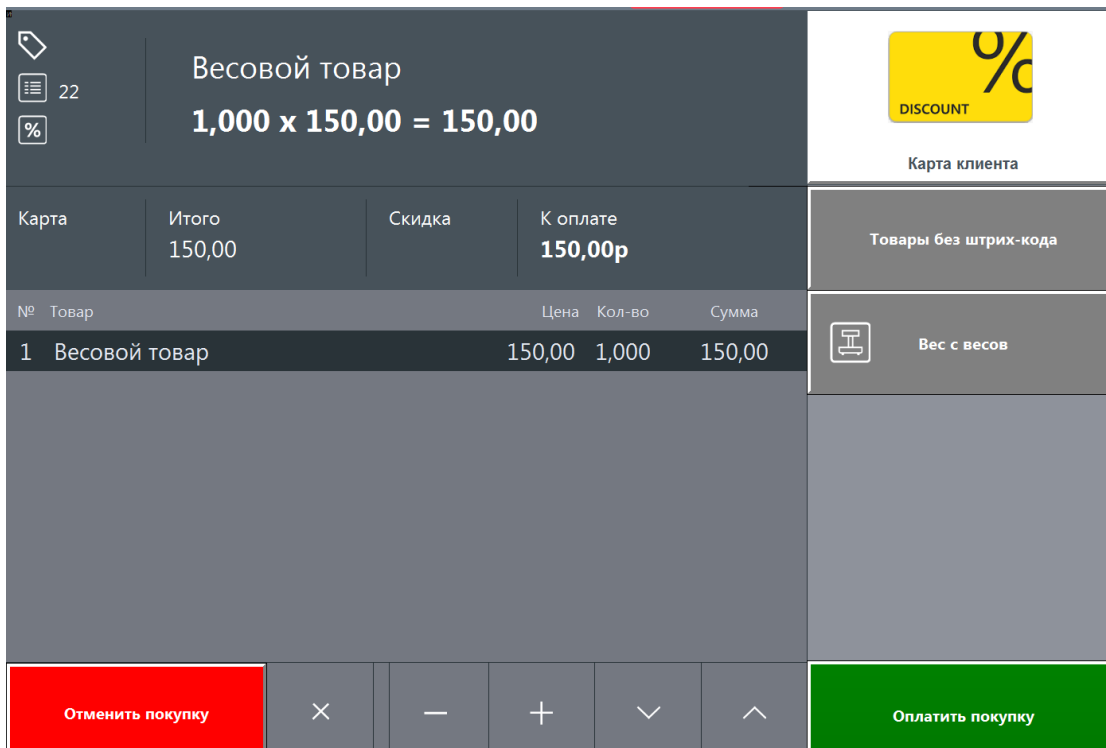 22
%
Весовой товар
1,000 x 150,00 = 150,00
%
DISCOUNT
Карта клиента
Карта Итого Скидка К оплате
150,00 150,00р
Товары без штрих-кода
№ Товар Цена Кол-во Сумма
1 Весовой товар 150,00 1,000 150,00
Вес с весов
Отменить покупку
Оплатить покупку